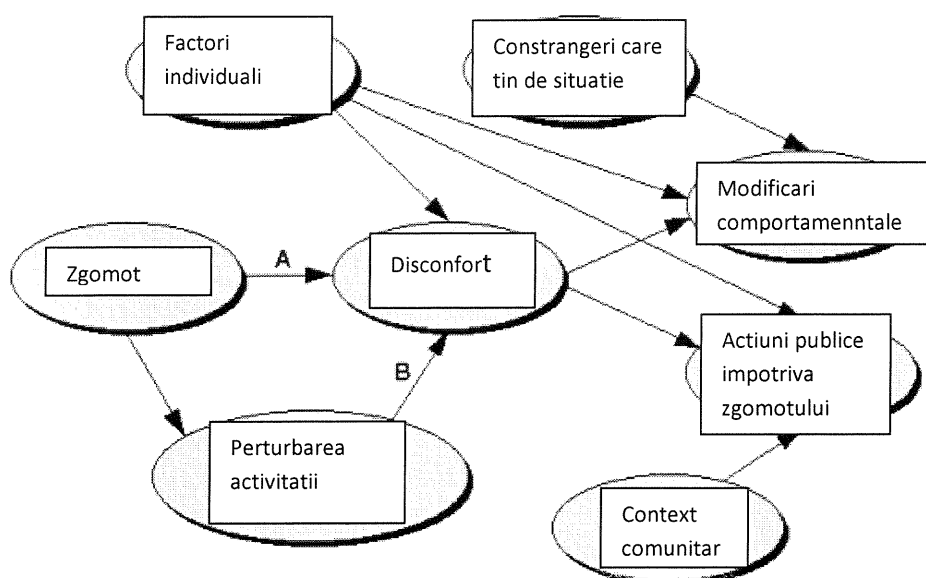 Factori
individuali
Constrangeri care
tin de situatie
Modificari
comportamenntale
Zgomot
A
Disconfort
Actiuni publice
impotriva
zgomotului
B
Perturbarea
activitatii
Context
comunitar